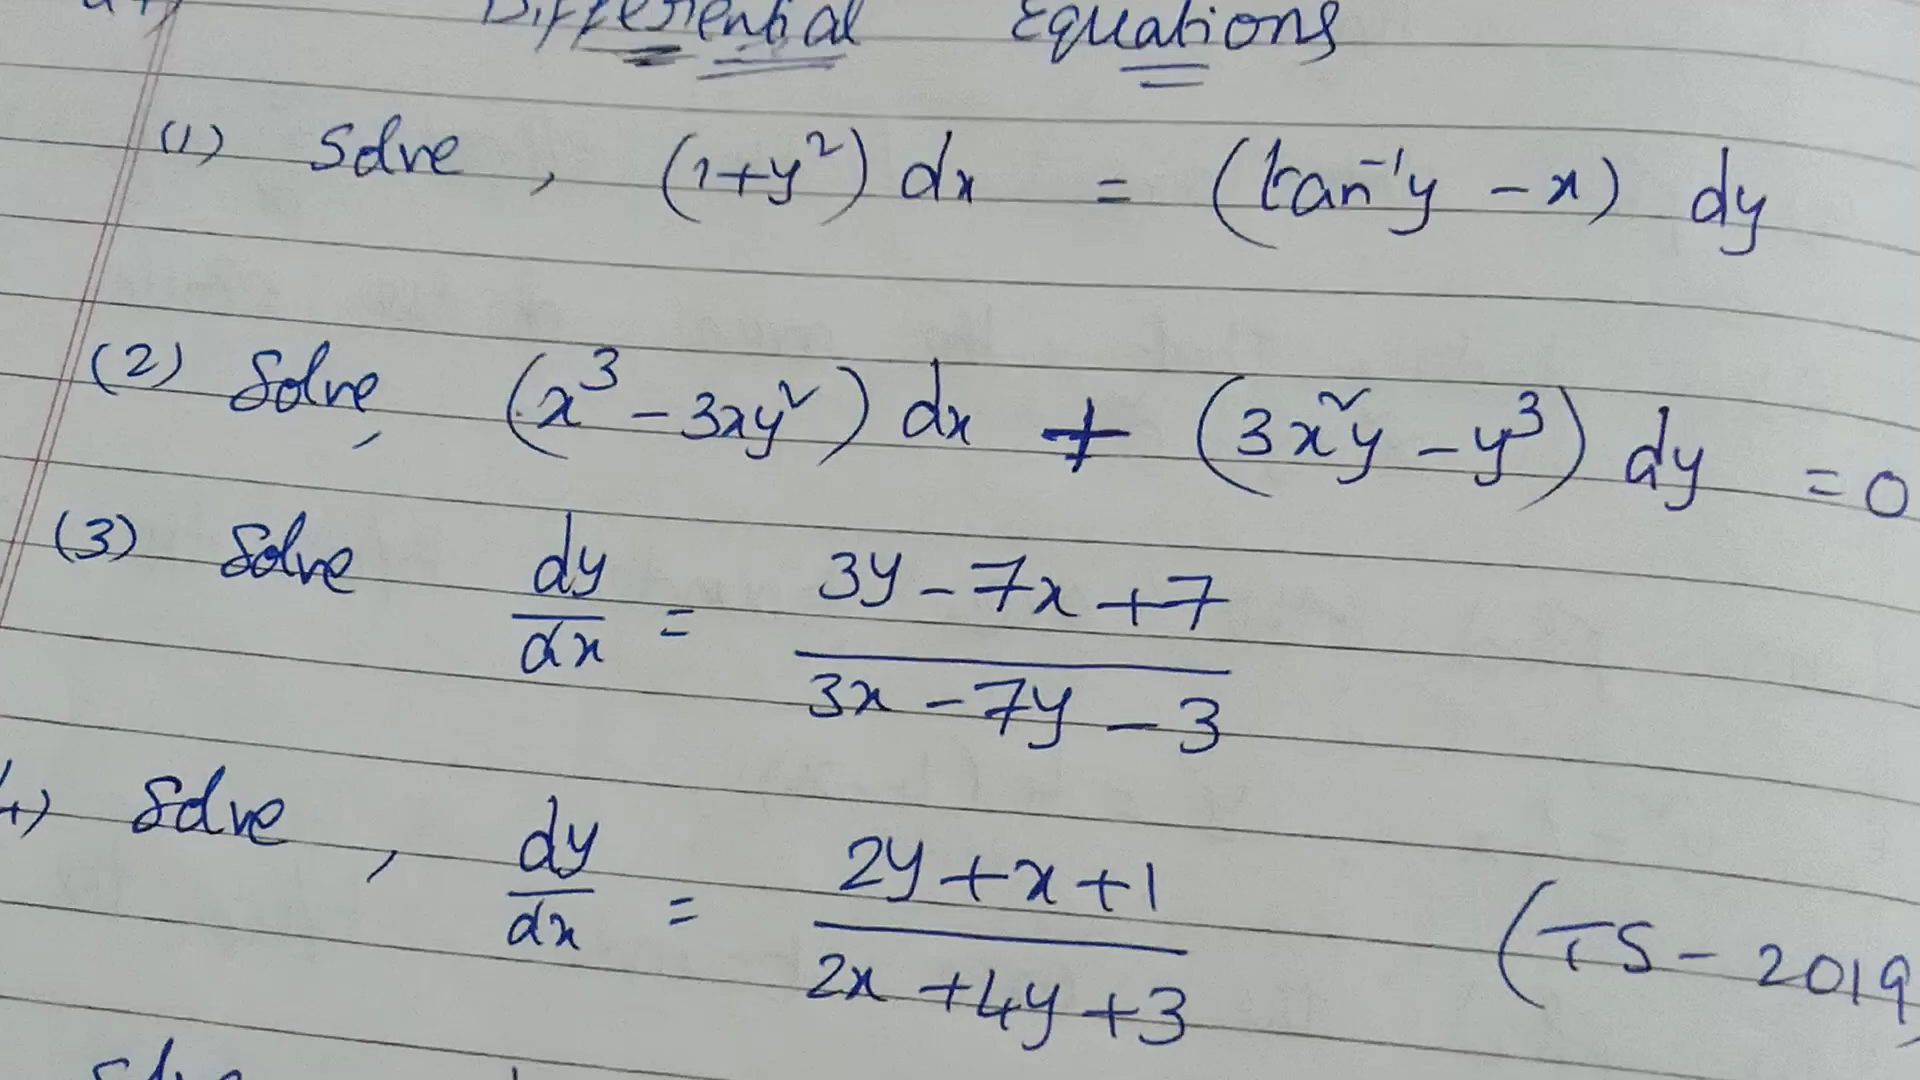 Differential Equations
(1) Solve, (1+y²) dx = (tan⁻¹y - x) dy
(2) Solve, (x³ - 3xy²) dx + (3x²y - y³) dy = 0
(3) Solve dy/dx = (3y - 7x + 7)/(3x - 7y - 3)
4) Solve, dy/dx = (2y + x + 1)/(2x + 4y + 3) (TS - 2019)